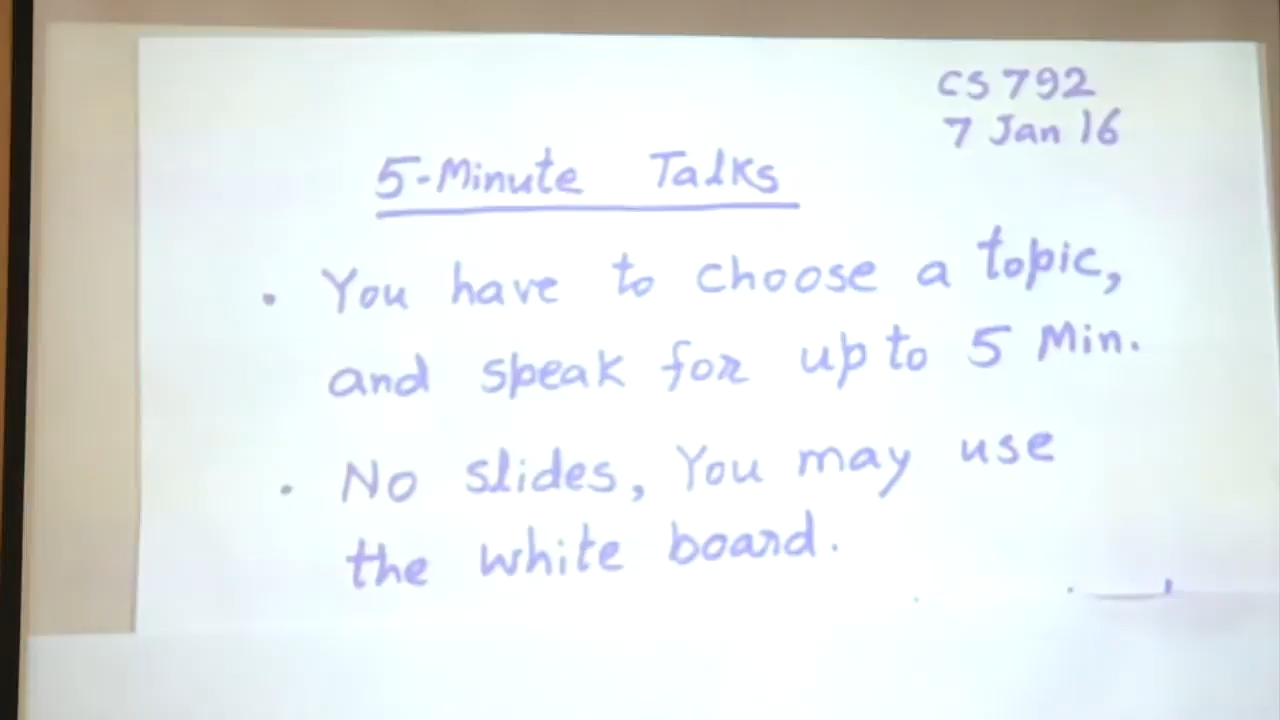 CS 792
7 Jan 16
5-Minute Talks
• You have to choose a topic,
and speak for up to 5 Min.
• No slides, You may use
the white board.